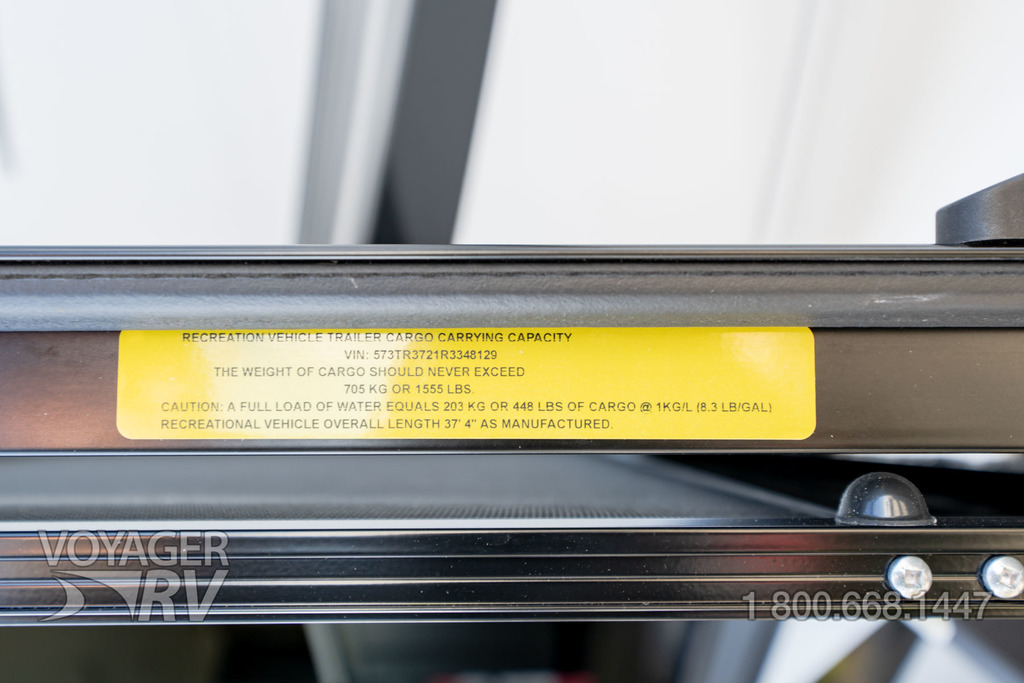 RECREATION VEHICLE TRAILER CARGO CARRYING CAPACITY
VIN: 573TR3721R3348129
THE WEIGHT OF CARGO SHOULD NEVER EXCEED
705 KG OR 1555 LBS.
CAUTION: A FULL LOAD OF WATER EQUALS 203 KG OR 448 LBS OF CARGO @ 1KG/L (8.3 LB/GAL)
RECREATIONAL VEHICLE OVERALL LENGTH 37' 4" AS MANUFACTURED.
VOYAGER
RV
1·800.668.1447